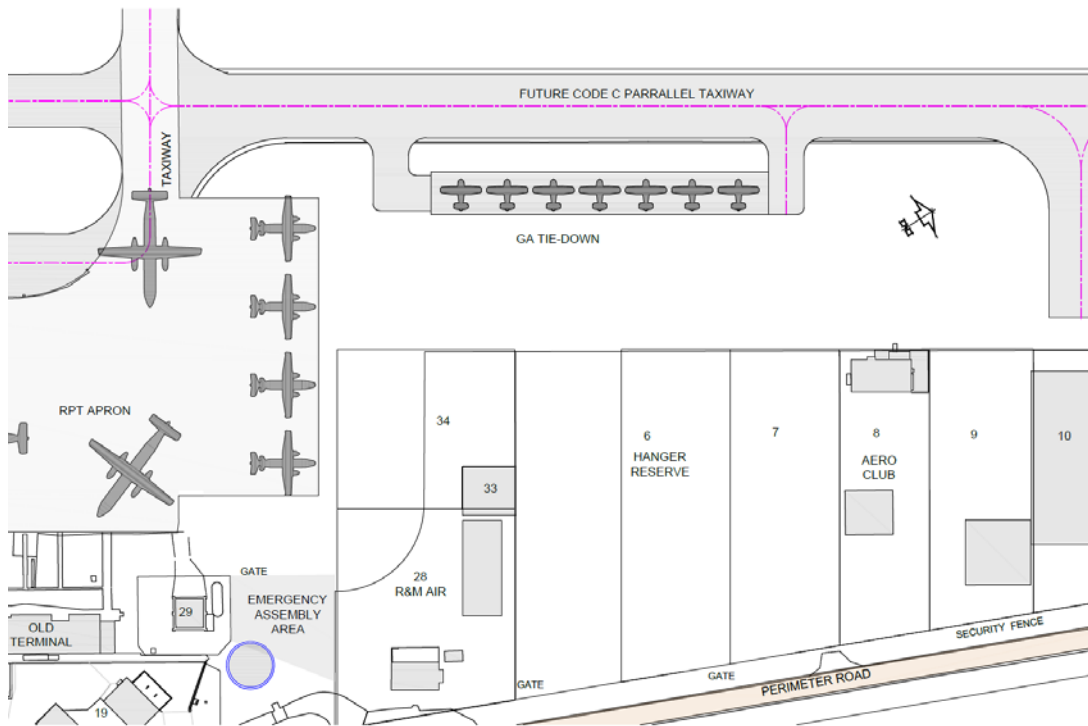 FUTURE CODE C PARRALLEL TAXIWAY
TAXIWAY
GA TIE-DOWN
RPT APRON
34
33
6
HANGER
RESERVE
7
8
AERO
CLUB
9
10
GATE
28
R&M AIR
EMERGENCY
ASSEMBLY
AREA
29
OLD
TERMINAL
19
GATE
GATE
SECURITY FENCE
PERIMETER ROAD